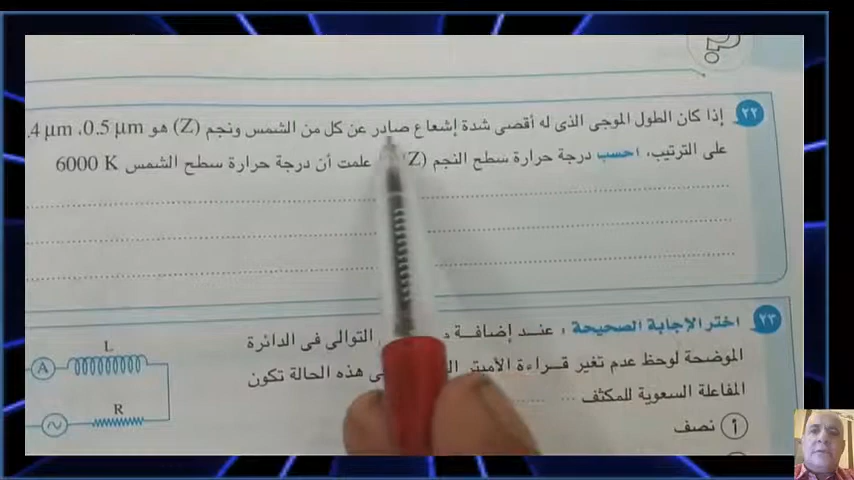 ٢٢
إذا كان الطول الموجى الذى له أقصى شدة إشعاع صادر عن كل من الشمس ونجم (Z) هو 0.5 μm، .4 μm
على الترتيب، احسب درجة حرارة سطح النجم (Z) علمت أن درجة حرارة سطح الشمس 6000 K
٢٣
اختر الإجابة الصحيحة : عند إضافة التوالى فى الدائرة
الموضحة لوحظ عدم تغير قراءة الأميتر هذه الحالة تكون
المفاعلة السعوية للمكثف ...
أ نصف
L
A
R